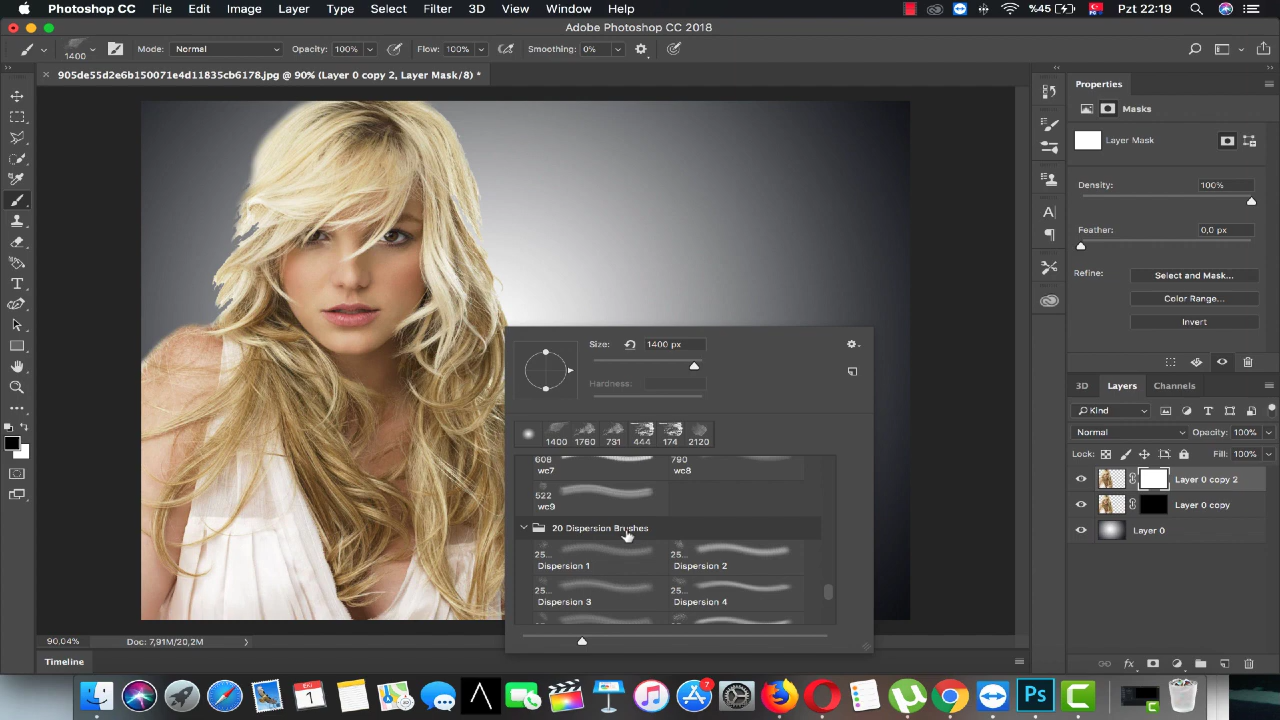 Photoshop CC File Edit Image Layer Type Select Filter 3D View Window Help %45 Pzt 22:19
Adobe Photoshop CC 2018
1400 Mode: Normal Opacity: 100% Flow: 100% Smoothing: 0%
905de55d2e6b150071e4d11835cb6178.jpg @ 90% (Layer 0 copy 2, Layer Mask/8) *
Properties
Masks
Layer Mask
Density: 100%
Feather: 0,0 px
Refine: Select and Mask...
Color Range...
Invert
3D Layers Channels
Kind
Normal Opacity: 100%
Lock: Fill: 100%
Layer 0 copy 2
Layer 0 copy
Layer 0
Size: 1400 px
Hardness:
1400 1760 731 444 174 2120
608 790
wc7 wc8
522
wc9
20 Dispersion Brushes
25... 25...
Dispersion 1 Dispersion 2
25... 25...
Dispersion 3 Dispersion 4
90,04% Doc: 7,91M/20,2M
Timeline
1
7
Ps